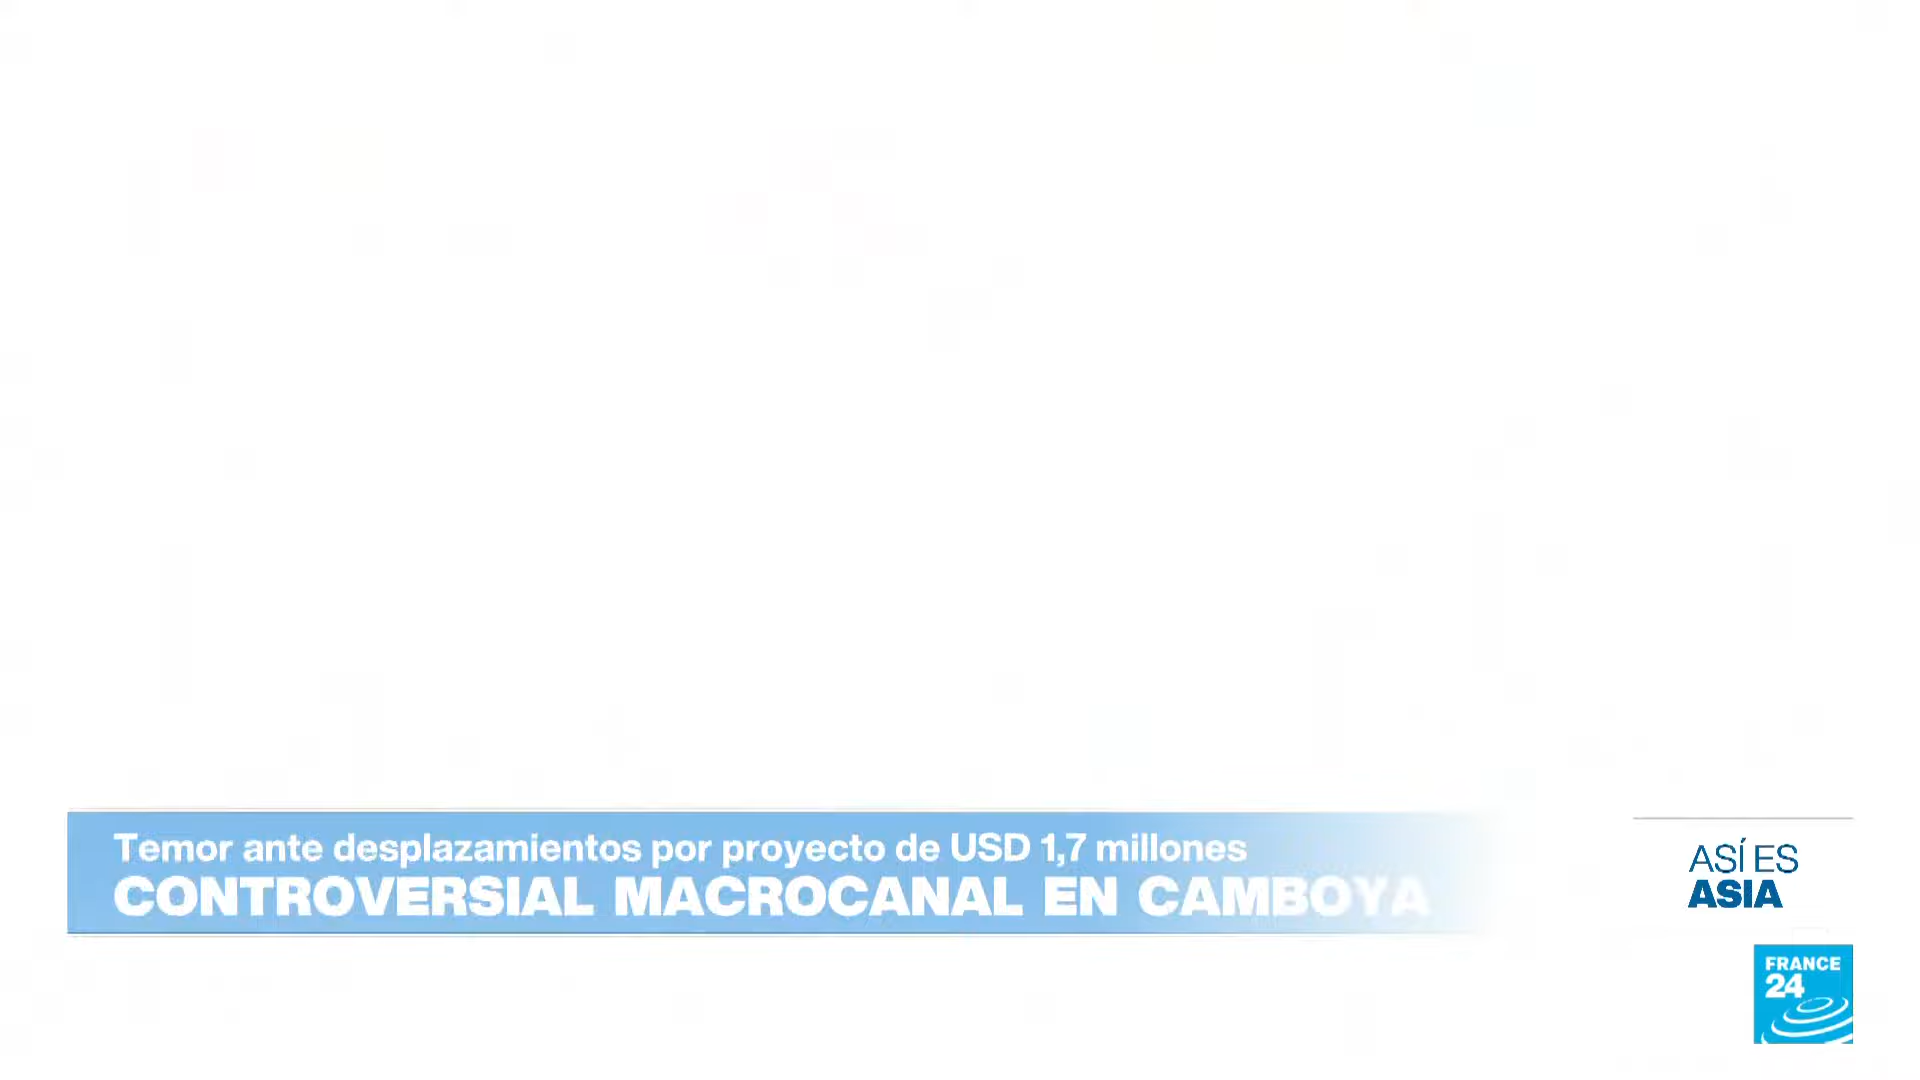 Temor ante desplazamientos por proyecto de USD 1,7 millones
CONTROVERSIAL MACROCANAL EN CAMBOYA
ASÍ ES
ASIA
FRANCE
24